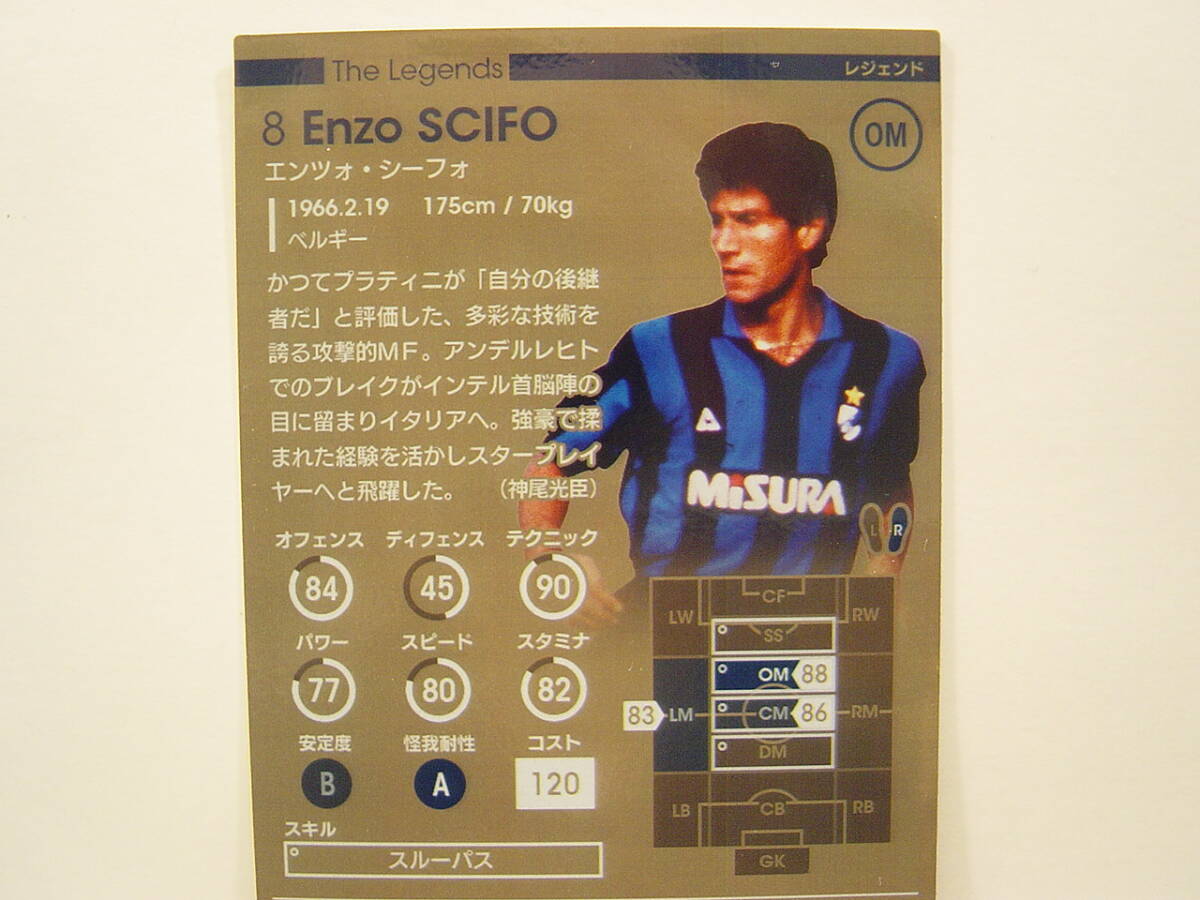 The Legends
レジェンド
8 Enzo SCIFO
OM
エンツォ・シーフォ
1966.2.19 175cm / 70kg
ベルギー
かつてプラティニが「自分の後継
者だ」と評価した、多彩な技術を
誇る攻撃的MF。アンデルレヒト
でのブレイクがインテル首脳陣の
目に留まりイタリアへ。強豪で揉
まれた経験を活かしスタープレイ
ヤーへと飛躍した。 (神尾光臣)
MiSURA
L R
オフェンス ディフェンス テクニック
84 45 90
パワー スピード スタミナ
77 80 82
安定度 怪我耐性 コスト
B A 120
スキル
スルーパス
CF
LW RW
SS
OM 88
83 LM CM 86 RM
DM
LB CB RB
GK